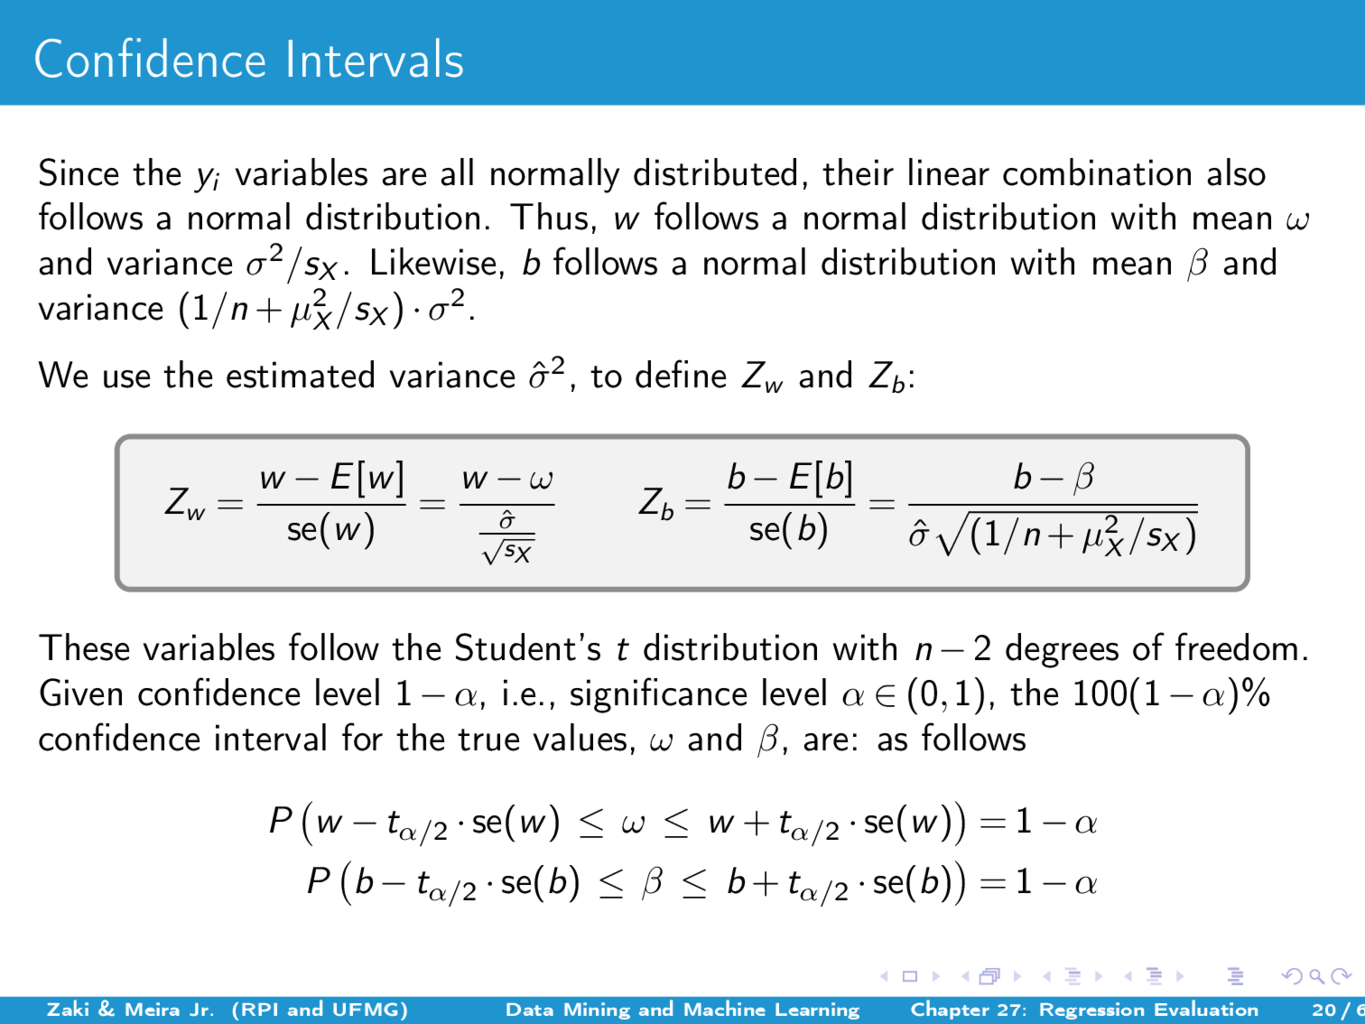 Confidence Intervals
Since the yᵢ variables are all normally distributed, their linear combination also
follows a normal distribution. Thus, w follows a normal distribution with mean ω
and variance σ²/s_X. Likewise, b follows a normal distribution with mean β and
variance (1/n + μ²_X/s_X) · σ².
We use the estimated variance σ̂², to define Z_w and Z_b:
Z_w = (w − E[w])/se(w) = (w − ω)/(σ̂/√s_X)    Z_b = (b − E[b])/se(b) = (b − β)/(σ̂√(1/n + μ²_X/s_X))
These variables follow the Student's t distribution with n − 2 degrees of freedom.
Given confidence level 1 − α, i.e., significance level α ∈ (0, 1), the 100(1 − α)%
confidence interval for the true values, ω and β, are: as follows
P(w − t_{α/2} · se(w) ≤ ω ≤ w + t_{α/2} · se(w)) = 1 − α
P(b − t_{α/2} · se(b) ≤ β ≤ b + t_{α/2} · se(b)) = 1 − α
Zaki & Meira Jr. (RPI and UFMG) Data Mining and Machine Learning Chapter 27: Regression Evaluation 20 / 6